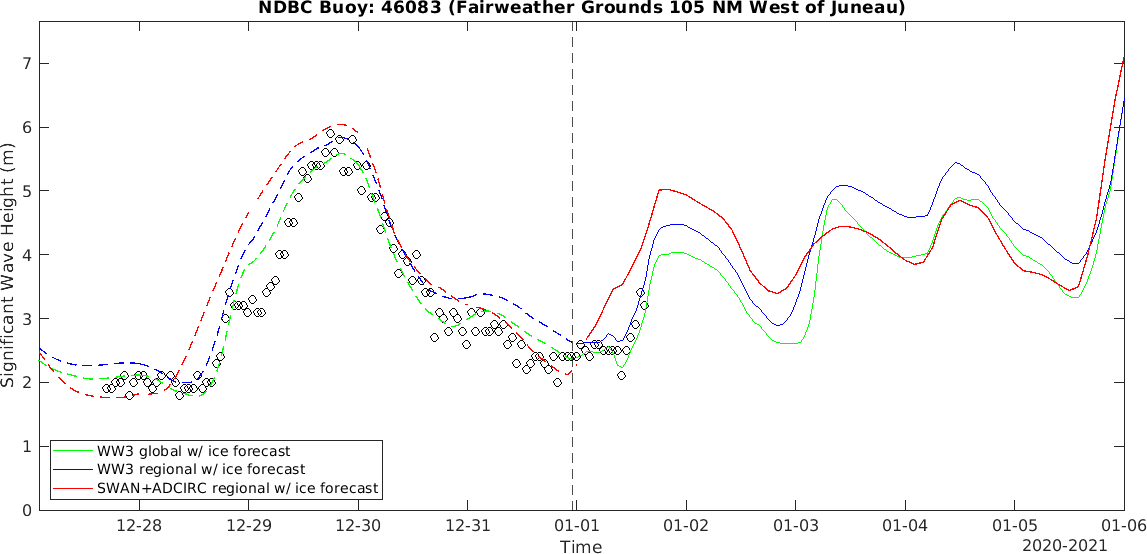 NDBC Buoy: 46083 (Fairweather Grounds 105 NM West of Juneau)
7
6
5
4
3
2
1
0
Significant Wave Height (m)
WW3 global w/ ice forecast
WW3 regional w/ ice forecast
SWAN+ADCIRC regional w/ ice forecast
12-28 12-29 12-30 12-31 01-01 01-02 01-03 01-04 01-05 01-06
Time
2020-2021